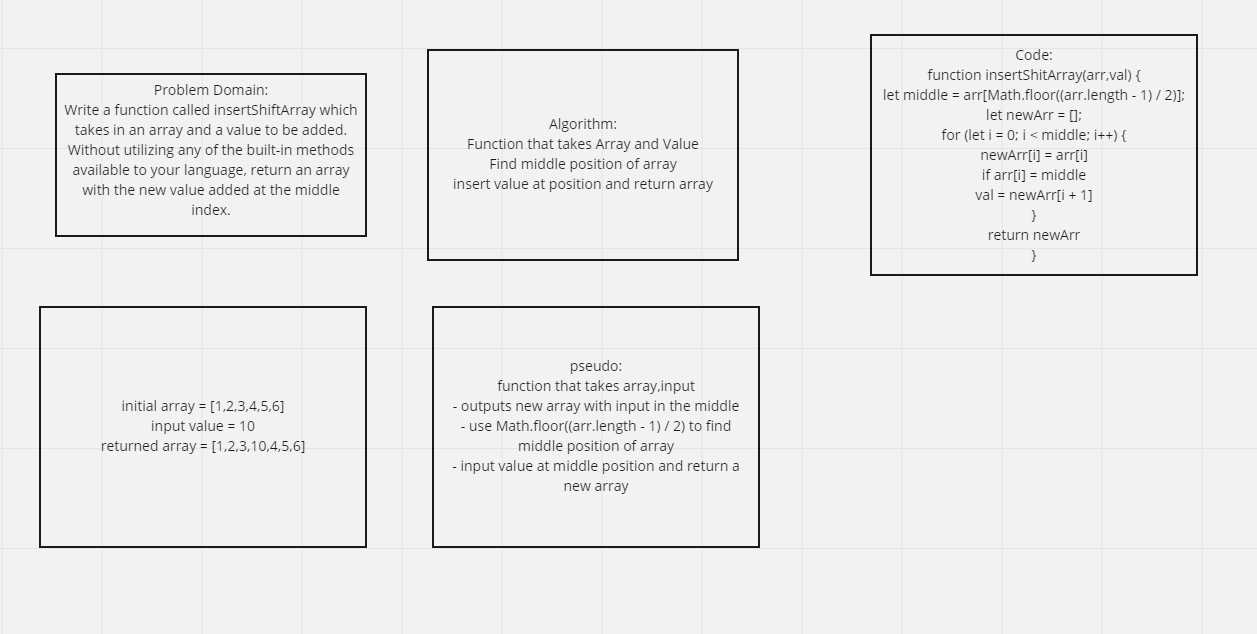 Problem Domain:
Write a function called insertShiftArray which
takes in an array and a value to be added.
Without utilizing any of the built-in methods
available to your language, return an array
with the new value added at the middle
index.
Algorithm:
Function that takes Array and Value
Find middle position of array
insert value at position and return array
Code:
function insertShitArray(arr,val) {
let middle = arr[Math.floor((arr.length - 1) / 2)];
let newArr = [];
for (let i = 0; i < middle; i++) {
newArr[i] = arr[i]
if arr[i] = middle
val = newArr[i + 1]
}
return newArr
}
initial array = [1,2,3,4,5,6]
input value = 10
returned array = [1,2,3,10,4,5,6]
pseudo:
function that takes array,input
- outputs new array with input in the middle
- use Math.floor((arr.length - 1) / 2) to find
middle position of array
- input value at middle position and return a
new array